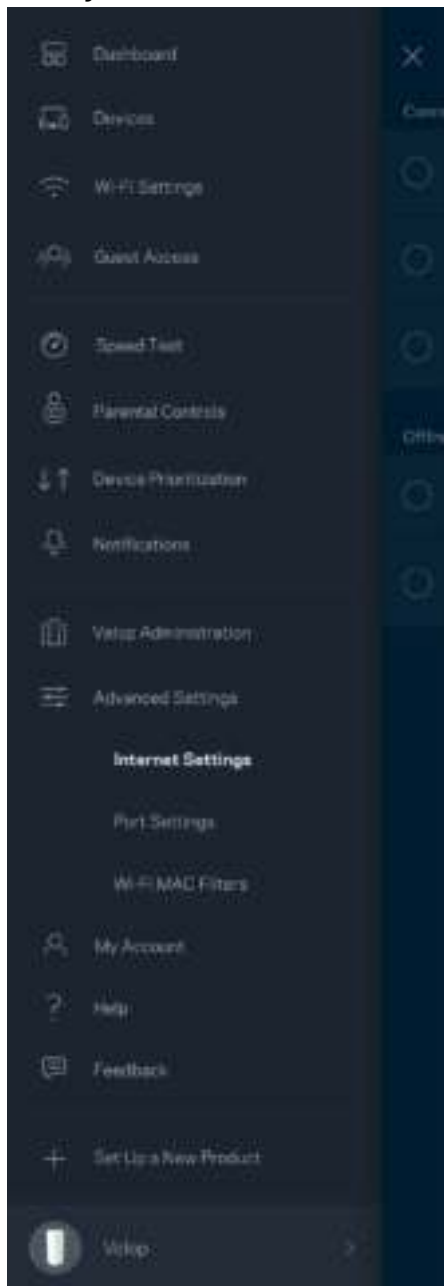 Dashboard
Devices
Wi-Fi Settings
Guest Access
Speed Test
Parental Controls
Device Prioritization
Notifications
Velop Administration
Advanced Settings
Internet Settings
Port Settings
Wi-Fi MAC Filters
My Account
Help
Feedback
Set Up a New Product
Velop